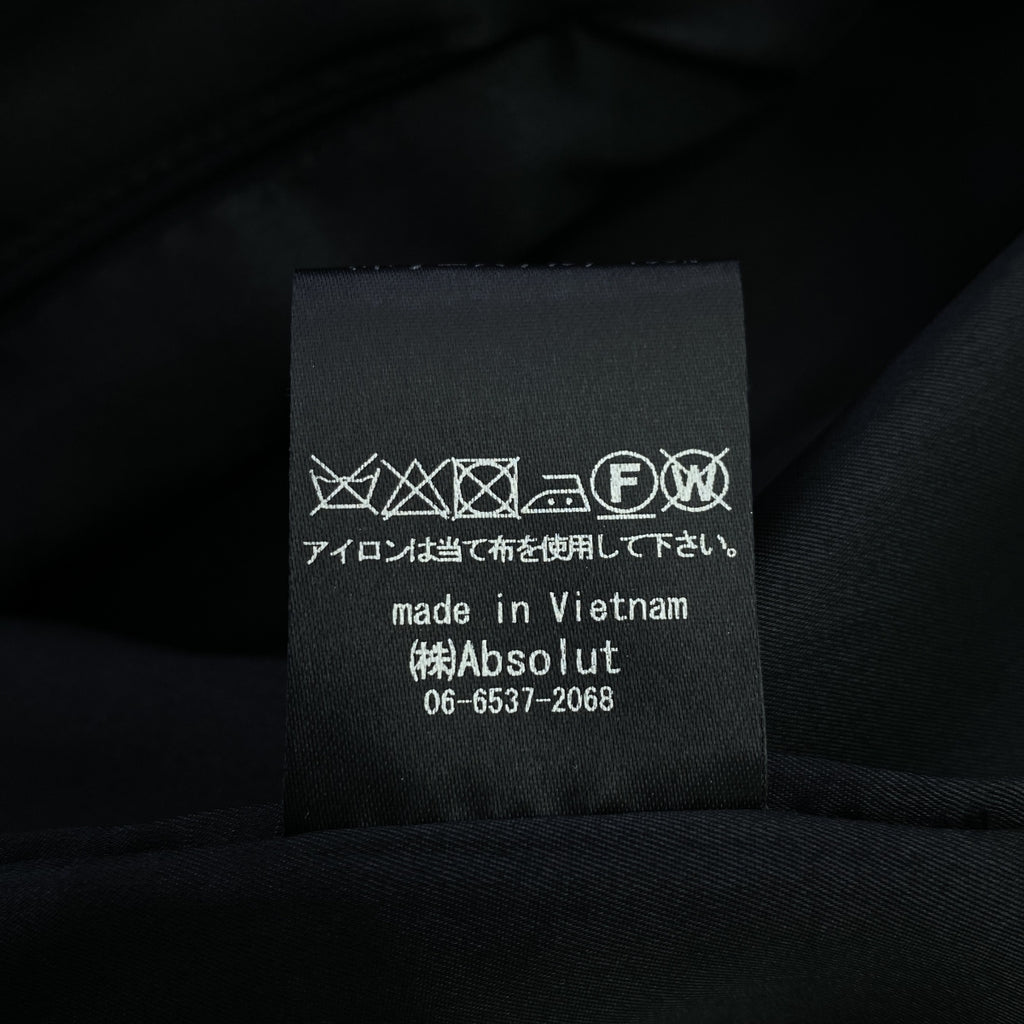 F W
アイロンは当て布を使用して下さい。
made in Vietnam
㈱Absolut
06-6537-2068